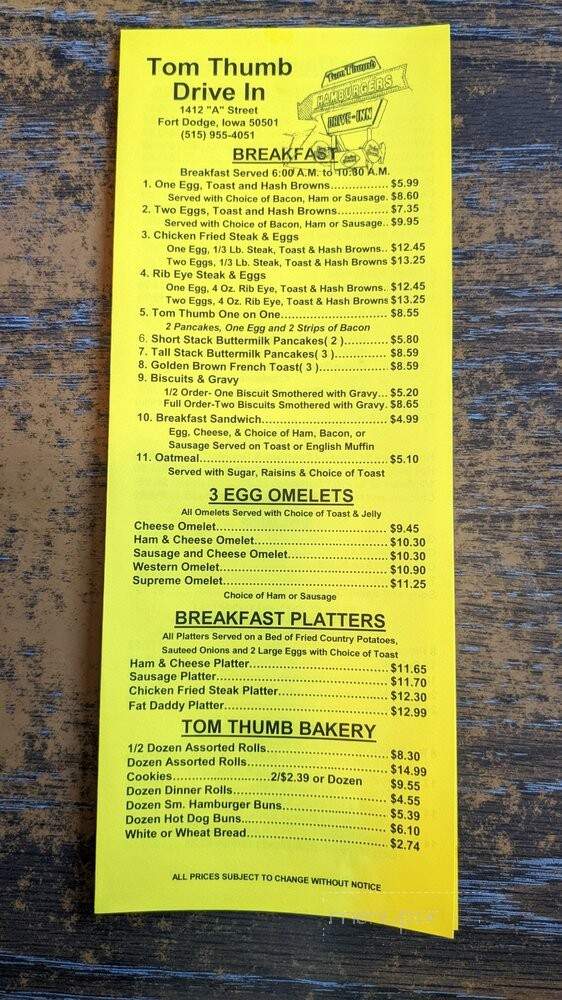 Tom Thumb
Drive In
1412 "A" Street
Fort Dodge, Iowa 50501
(515) 955-4051
Tom Thumb
HAMBURGERS
DRIVE-INN
BREAKFAST
Breakfast Served 6:00 A.M. to 10:30 A.M.
1. One Egg, Toast and Hash Browns................ $5.99
Served with Choice of Bacon, Ham or Sausage. $8.60
2. Two Eggs, Toast and Hash Browns.............. $7.35
Served with Choice of Bacon, Ham or Sausage.. $9.95
3. Chicken Fried Steak & Eggs
One Egg, 1/3 Lb. Steak, Toast & Hash Browns.. $12.45
Two Eggs, 1/3 Lb. Steak, Toast & Hash Browns $13.25
4. Rib Eye Steak & Eggs
One Egg, 4 Oz. Rib Eye, Toast & Hash Browns. $12.45
Two Eggs, 4 Oz. Rib Eye, Toast & Hash Browns $13.25
5. Tom Thumb One on One............................. $8.55
2 Pancakes, One Egg and 2 Strips of Bacon
6. Short Stack Buttermilk Pancakes( 2 )............ $5.80
7. Tall Stack Buttermilk Pancakes( 3 )............... $8.59
8. Golden Brown French Toast( 3 )................... $8.59
9. Biscuits & Gravy
1/2 Order- One Biscuit Smothered with Gravy... $5.20
Full Order-Two Biscuits Smothered with Gravy. $8.65
10. Breakfast Sandwich................................... $4.99
Egg, Cheese, & Choice of Ham, Bacon, or
Sausage Served on Toast or English Muffin
11. Oatmeal..................................................... $5.10
Served with Sugar, Raisins & Choice of Toast
3 EGG OMELETS
All Omelets Served with Choice of Toast & Jelly
Cheese Omelet................................................ $9.45
Ham & Cheese Omelet..................................... $10.30
Sausage and Cheese Omelet............................ $10.30
Western Omelet............................................... $10.90
Supreme Omelet.............................................. $11.25
Choice of Ham or Sausage
BREAKFAST PLATTERS
All Platters Served on a Bed of Fried Country Potatoes,
Sauteed Onions and 2 Large Eggs with Choice of Toast
Ham & Cheese Platter...................................... $11.65
Sausage Platter................................................ $11.70
Chicken Fried Steak Platter.............................. $12.30
Fat Daddy Platter............................................. $12.99
TOM THUMB BAKERY
1/2 Dozen Assorted Rolls................................. $8.30
Dozen Assorted Rolls....................................... $14.99
Cookies.........................2/$2.39 or Dozen $9.55
Dozen Dinner Rolls.......................................... $4.55
Dozen Sm. Hamburger Buns............................ $5.39
Dozen Hot Dog Buns........................................ $6.10
White or Wheat Bread...................................... $2.74
ALL PRICES SUBJECT TO CHANGE WITHOUT NOTICE